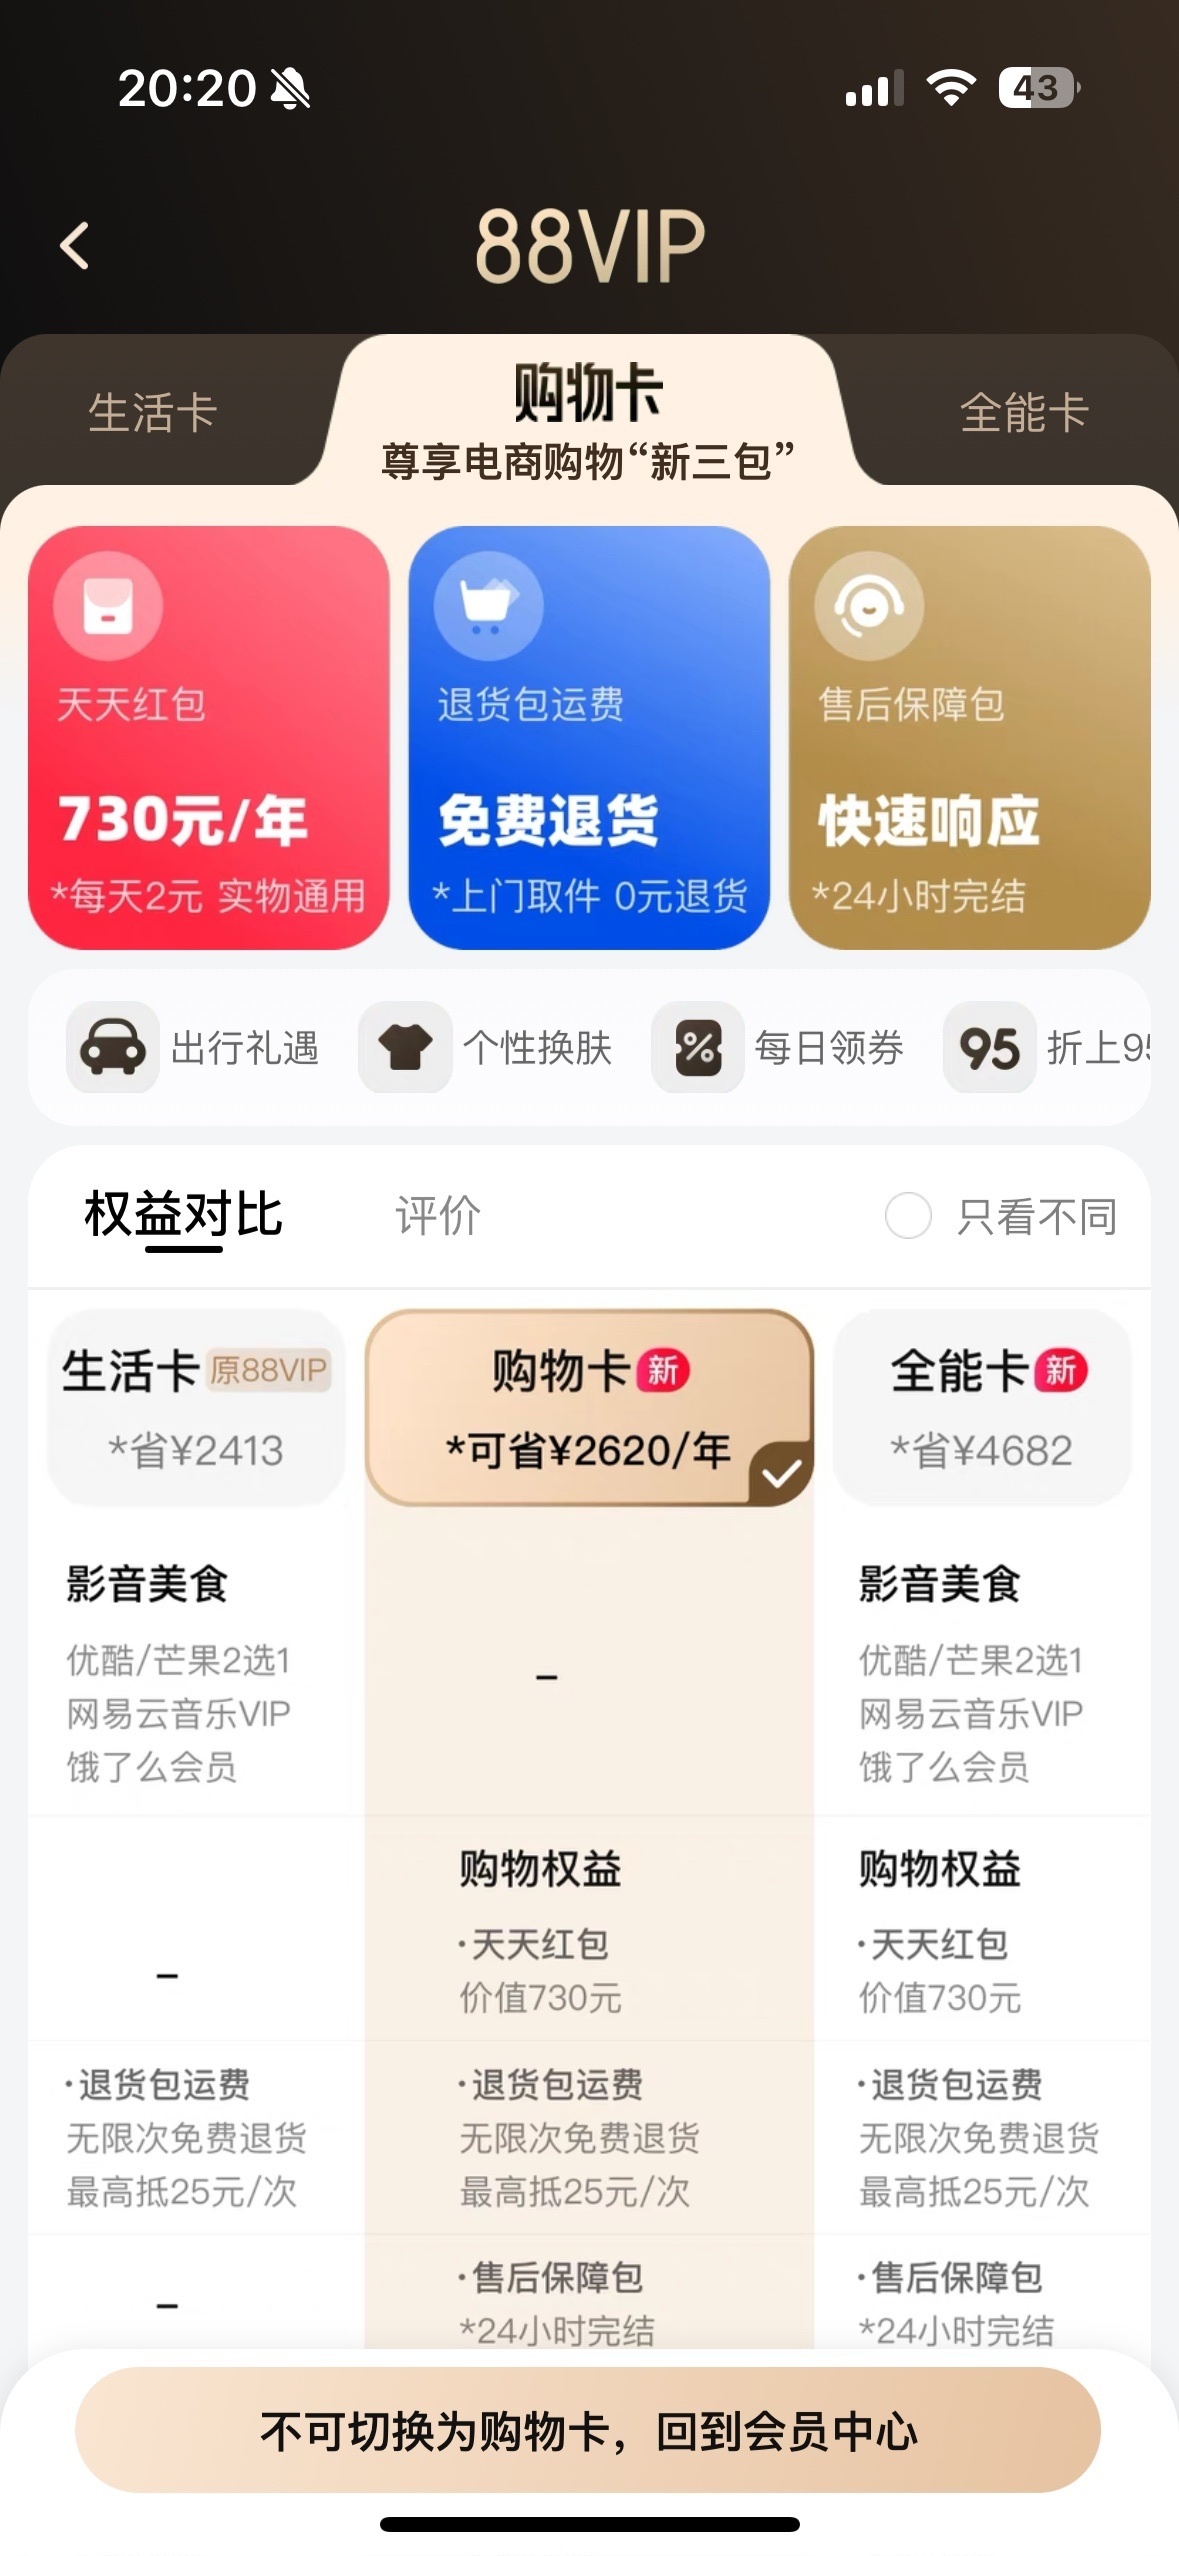 20:20
43
88VIP
生活卡
购物卡
全能卡
尊享电商购物“新三包”
天天红包
730元/年
*每天2元 实物通用
退货包运费
免费退货
*上门取件 0元退货
售后保障包
快速响应
*24小时完结
出行礼遇
个性换肤
每日领券
95
折上95
权益对比
评价
只看不同
生活卡 原88VIP
*省¥2413
购物卡 新
*可省¥2620/年
全能卡 新
*省¥4682
影音美食
优酷/芒果2选1
网易云音乐VIP
饿了么会员
–
影音美食
优酷/芒果2选1
网易云音乐VIP
饿了么会员
–
购物权益
·天天红包
价值730元
购物权益
·天天红包
价值730元
·退货包运费
无限次免费退货
最高抵25元/次
·退货包运费
无限次免费退货
最高抵25元/次
·退货包运费
无限次免费退货
最高抵25元/次
–
·售后保障包
*24小时完结
·售后保障包
*24小时完结
不可切换为购物卡，回到会员中心